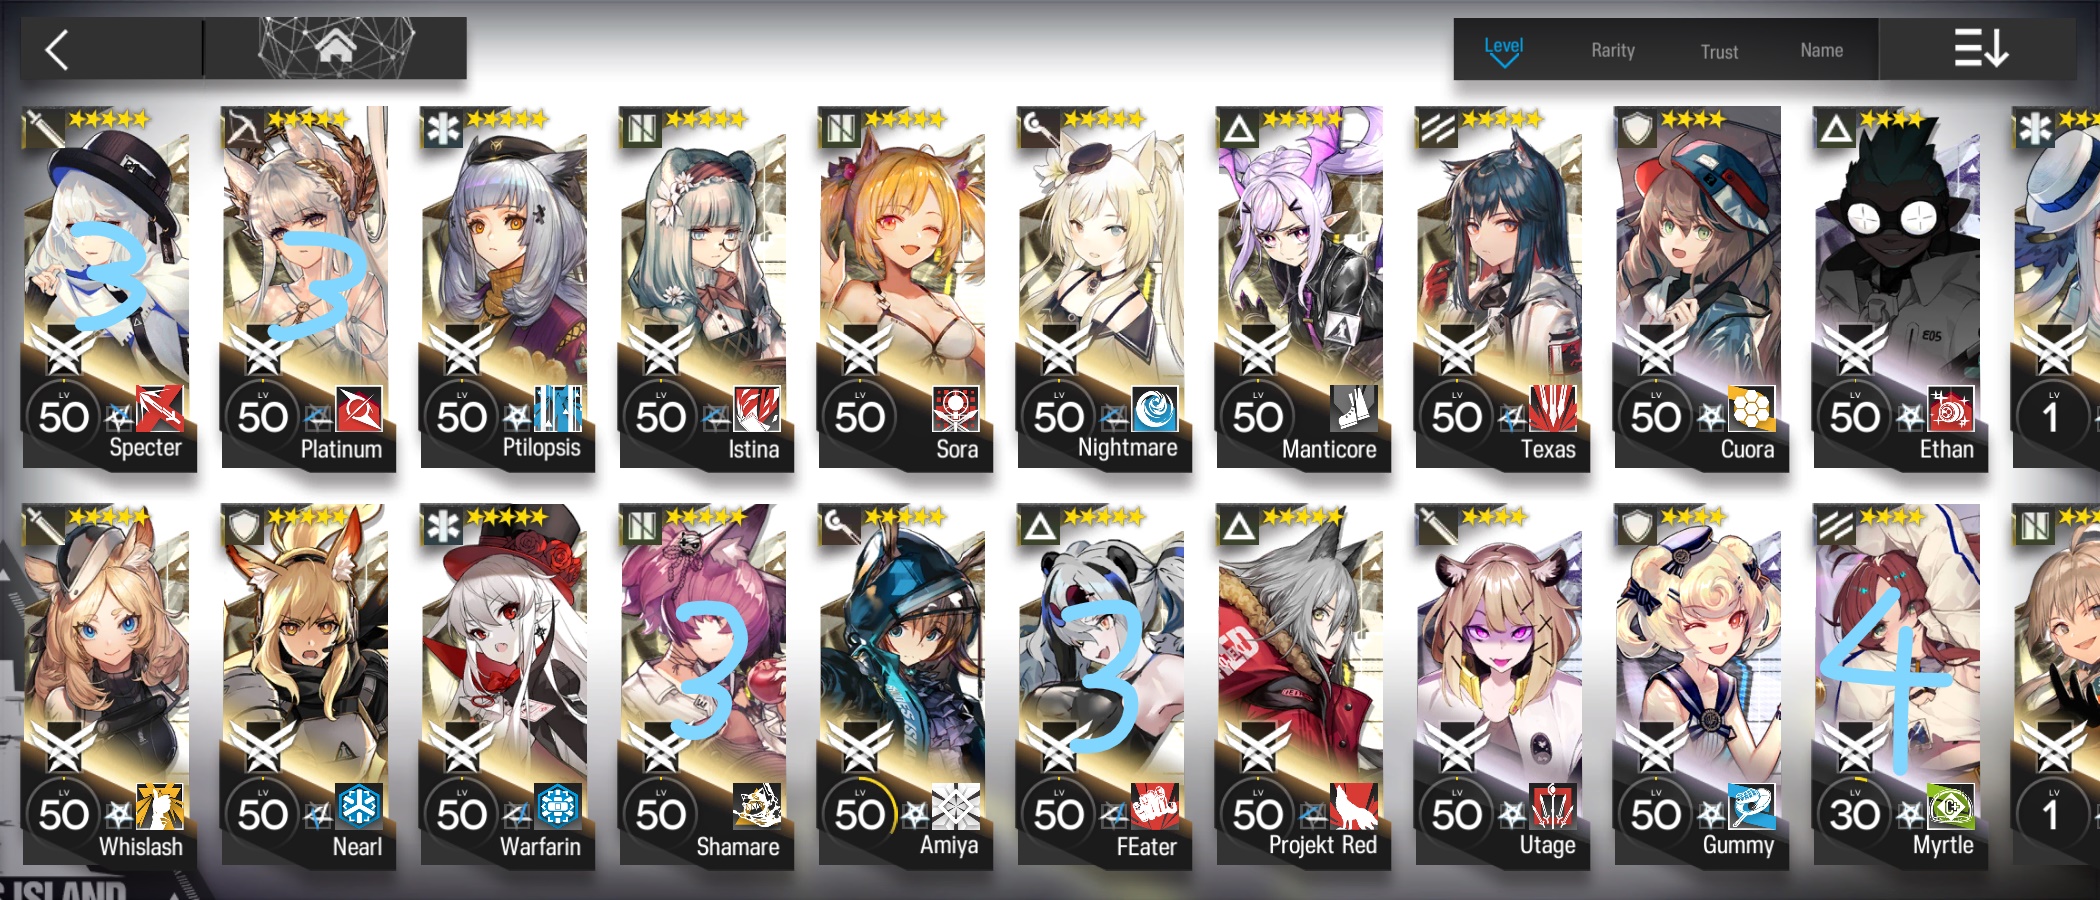 Level Rarity Trust Name
3 3 E05
LV 50 LV 50 LV 50 LV 50 LV 50 LV 50 LV 50 LV 50 LV 50 LV 50 LV 1
Specter Platinum Ptilopsis Istina Sora Nightmare Manticore Texas Cuora Ethan
3 3 4
LV 50 LV 50 LV 50 LV 50 LV 50 LV 50 LV 50 LV 50 LV 50 LV 30 LV 1
Whislash Nearl Warfarin Shamare Amiya FEater Projekt Red Utage Gummy Myrtle
ISLAND